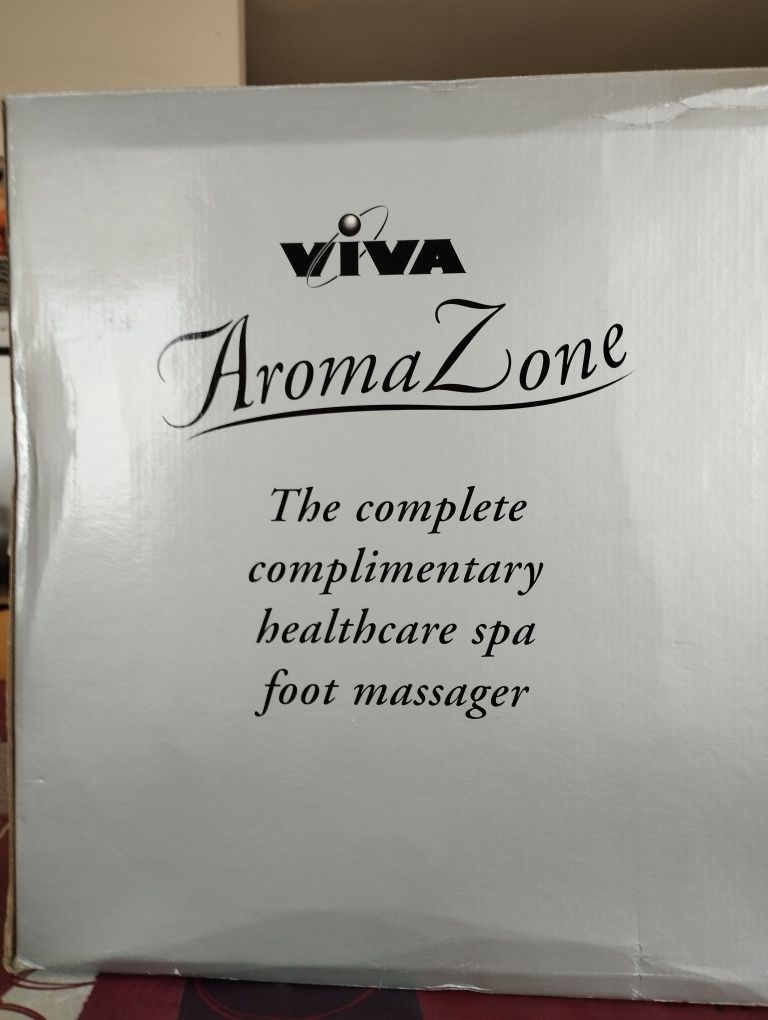 VIVA
AromaZone
The complete
complimentary
healthcare spa
foot massager